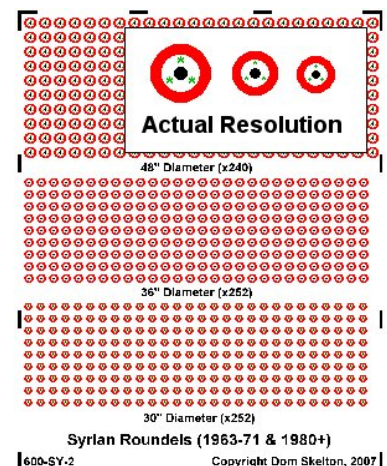 Actual Resolution
48" Diameter (x240)
36" Diameter (x252)
30" Diameter (x252)
Syrian Roundels (1963-71 & 1980+)
600-SY-2 Copyright Dom Skelton, 2007